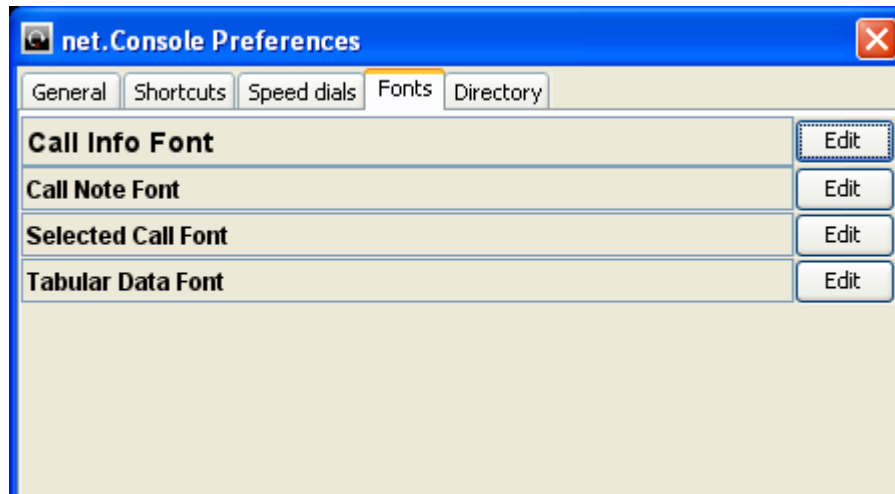 net.Console Preferences
General Shortcuts Speed dials Fonts Directory
Call Info Font Edit
Call Note Font Edit
Selected Call Font Edit
Tabular Data Font Edit